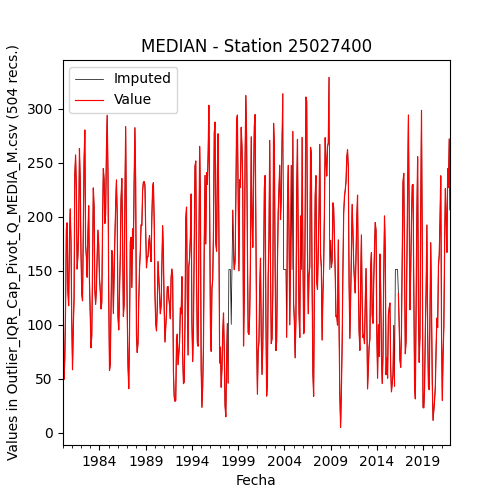 MEDIAN - Station 25027400
Imputed
Value
Values in Outlier_IQR_Cap_Pivot_Q_MEDIA_M.csv (504 recs.)
300
250
200
150
100
50
0
1984 1989 1994 1999 2004 2009 2014 2019
Fecha